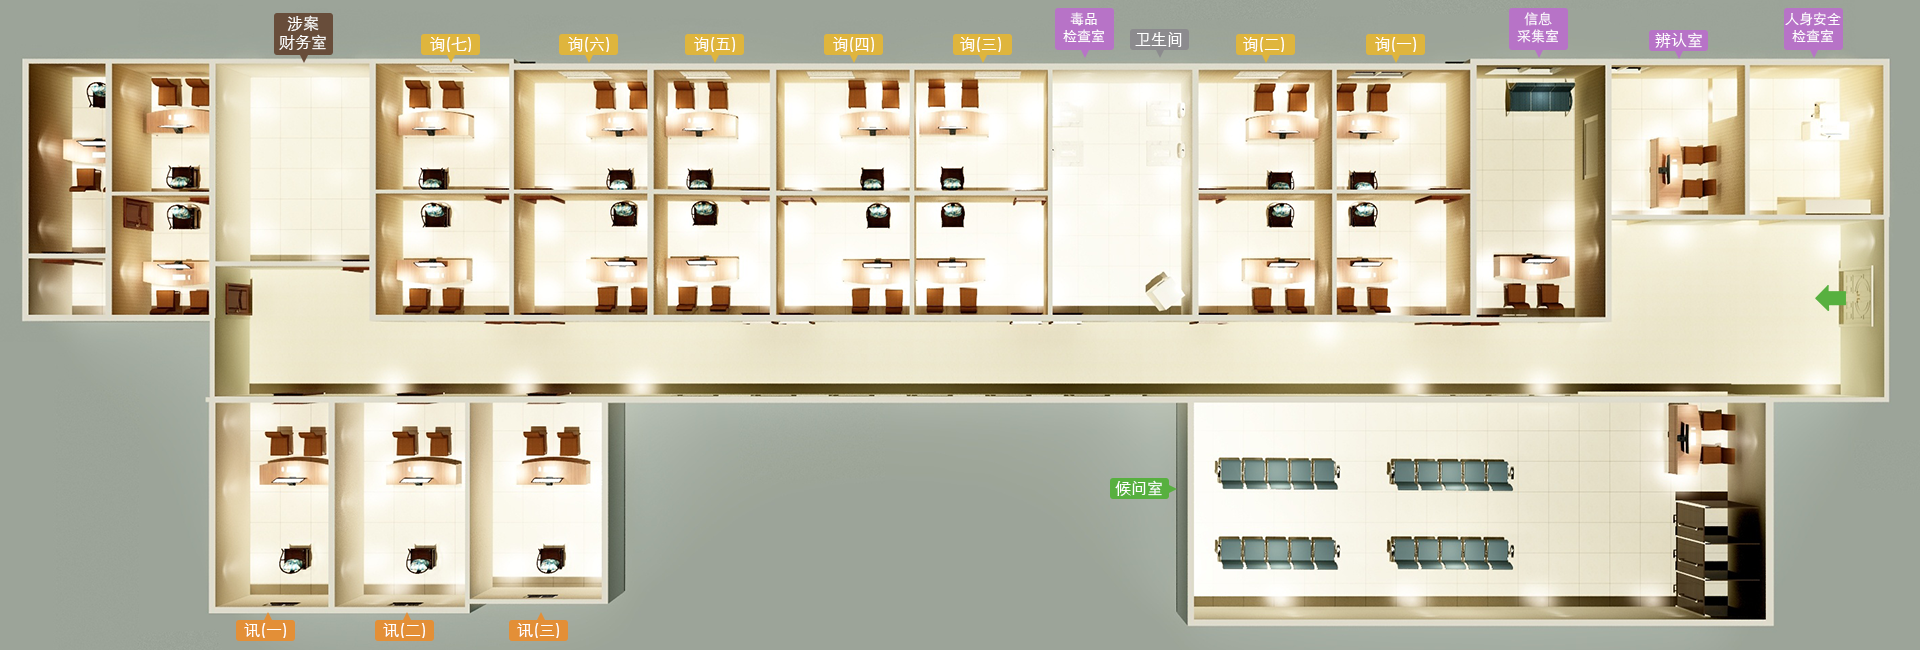 涉案
财务室
询(七)
询(六)
询(五)
询(四)
询(三)
毒品
检查室
卫生间
询(二)
询(一)
信息
采集室
辨认室
人身安全
检查室
候问室
讯(一)
讯(二)
讯(三)